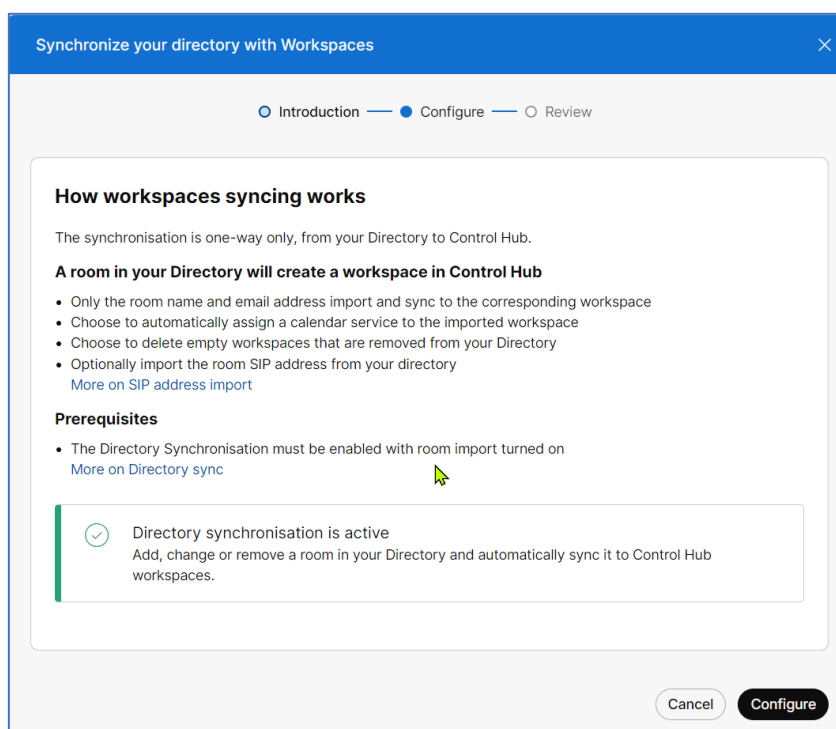 Synchronize your directory with Workspaces
Introduction
Configure
Review
How workspaces syncing works
The synchronisation is one-way only, from your Directory to Control Hub.
A room in your Directory will create a workspace in Control Hub
• Only the room name and email address import and sync to the corresponding workspace
• Choose to automatically assign a calendar service to the imported workspace
• Choose to delete empty workspaces that are removed from your Directory
• Optionally import the room SIP address from your directory
More on SIP address import
Prerequisites
• The Directory Synchronisation must be enabled with room import turned on
More on Directory sync
Directory synchronisation is active
Add, change or remove a room in your Directory and automatically sync it to Control Hub
workspaces.
Cancel
Configure